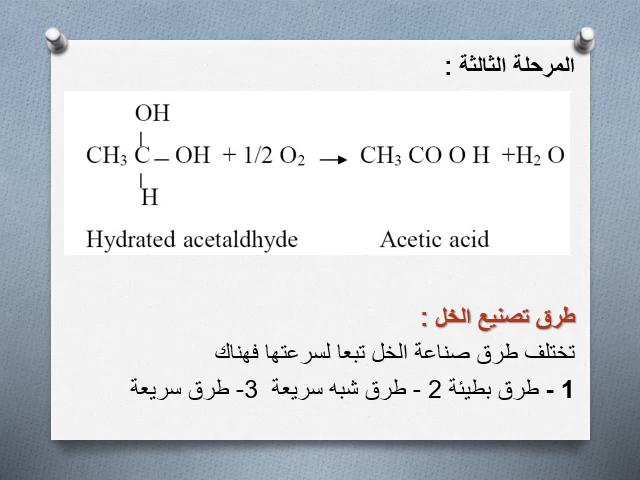 المرحلة الثالثة :
OH
CH₃ C – OH + 1/2 O₂ → CH₃ CO O H +H₂ O
H
Hydrated acetaldhyde Acetic acid
طرق تصنيع الخل :
تختلف طرق صناعة الخل تبعا لسرعتها فهناك
1 - طرق بطيئة 2 - طرق شبه سريعة 3- طرق سريعة